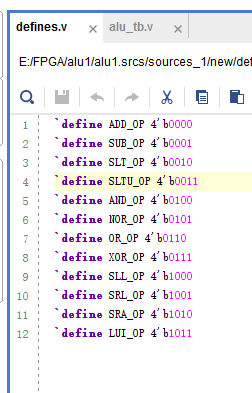 defines.v alu_tb.v
E:/FPGA/alu1/alu1.srcs/sources_1/new/def
1 `define ADD_OP 4'b0000
2 `define SUB_OP 4'b0001
3 `define SLT_OP 4'b0010
4 `define SLTU_OP 4'b0011
5 `define AND_OP 4'b0100
6 `define NOR_OP 4'b0101
7 `define OR_OP 4'b0110
8 `define XOR_OP 4'b0111
9 `define SLL_OP 4'b1000
10 `define SRL_OP 4'b1001
11 `define SRA_OP 4'b1010
12 `define LUI_OP 4'b1011